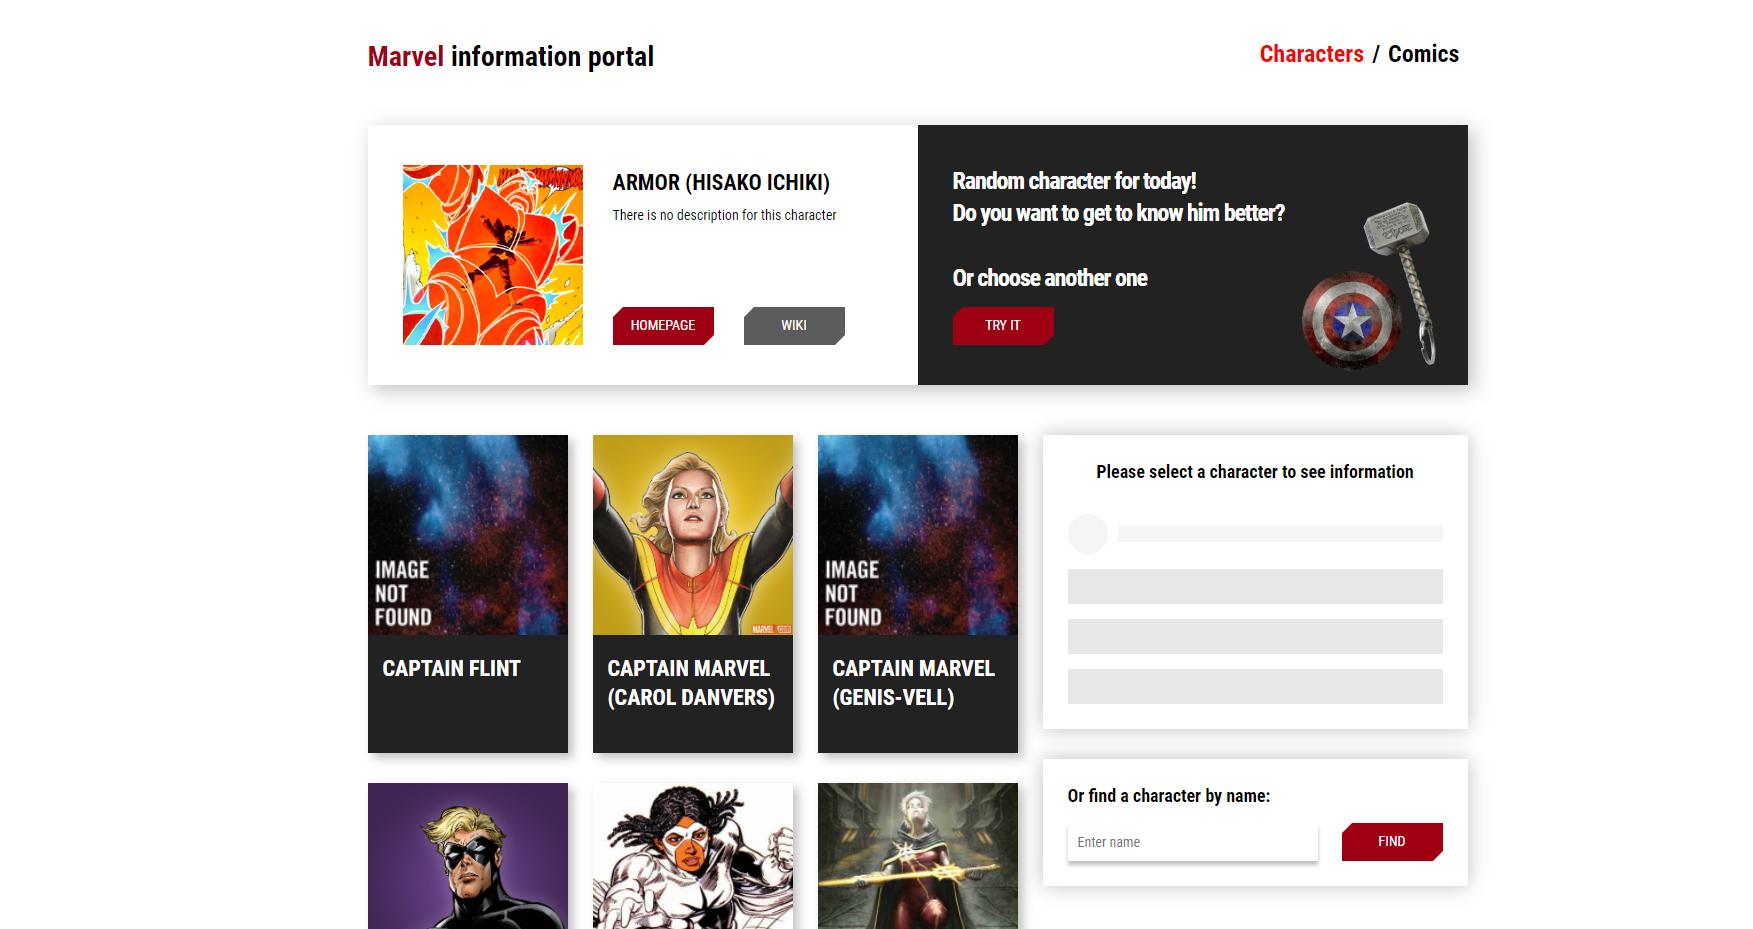 Marvel information portal
Characters / Comics
ARMOR (HISAKO ICHIKI)
There is no description for this character
HOMEPAGE
WIKI
Random character for today!
Do you want to get to know him better?
Or choose another one
TRY IT
IMAGE
NOT
FOUND
CAPTAIN FLINT
MARVEL
CAPTAIN MARVEL
(CAROL DANVERS)
IMAGE
NOT
FOUND
CAPTAIN MARVEL
(GENIS-VELL)
Please select a character to see information
Or find a character by name:
Enter name
FIND